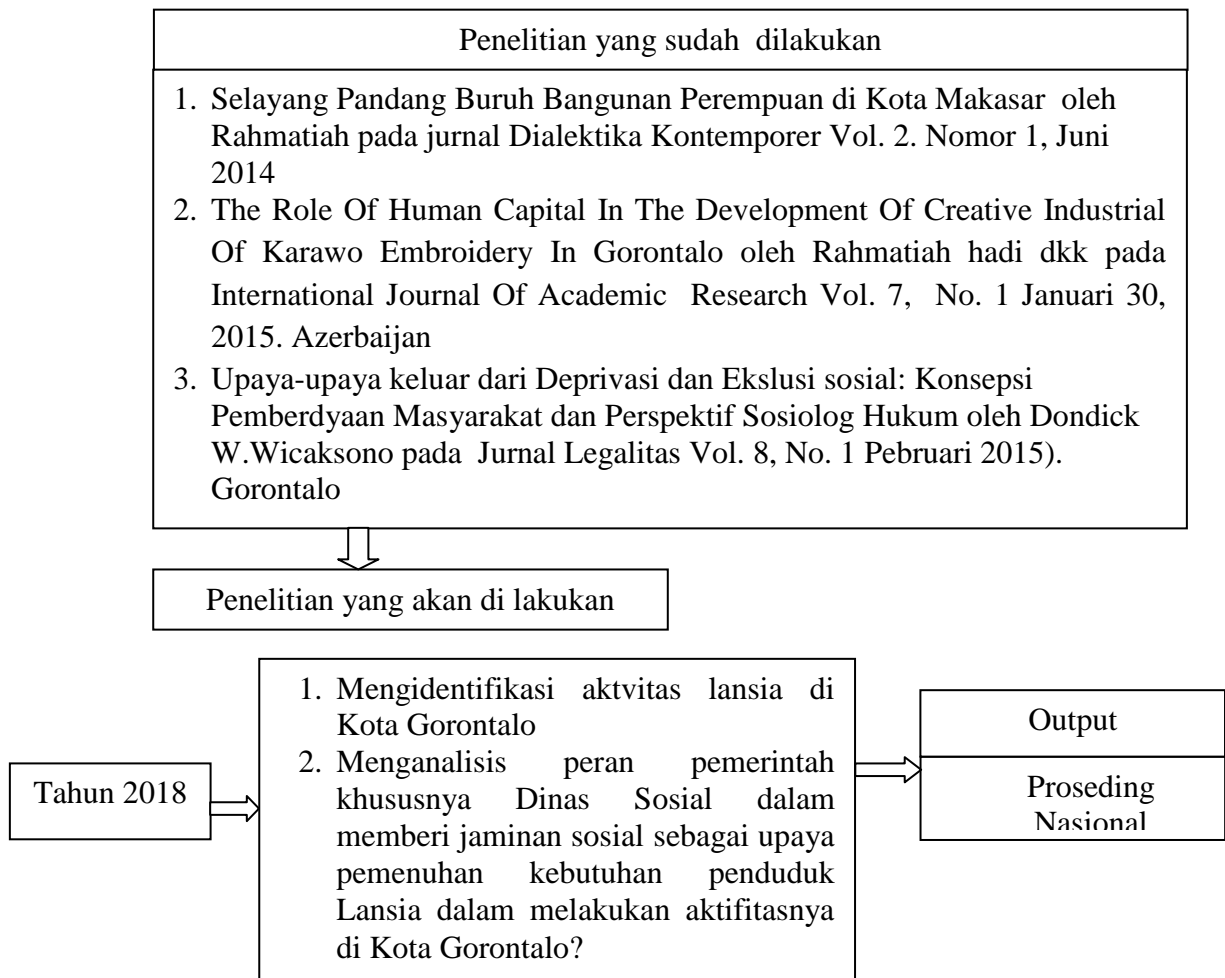 Penelitian yang sudah dilakukan
1. Selayang Pandang Buruh Bangunan Perempuan di Kota Makasar oleh
Rahmatiah pada jurnal Dialektika Kontemporer Vol. 2. Nomor 1, Juni
2014
2. The Role Of Human Capital In The Development Of Creative Industrial
Of Karawo Embroidery In Gorontalo oleh Rahmatiah hadi dkk pada
International Journal Of Academic Research Vol. 7, No. 1 Januari 30,
2015. Azerbaijan
3. Upaya-upaya keluar dari Deprivasi dan Ekslusi sosial: Konsepsi
Pemberdyaan Masyarakat dan Perspektif Sosiolog Hukum oleh Dondick
W.Wicaksono pada Jurnal Legalitas Vol. 8, No. 1 Pebruari 2015).
Gorontalo
Penelitian yang akan di lakukan
Tahun 2018
1. Mengidentifikasi aktvitas lansia di
Kota Gorontalo
2. Menganalisis peran pemerintah
khususnya Dinas Sosial dalam
memberi jaminan sosial sebagai upaya
pemenuhan kebutuhan penduduk
Lansia dalam melakukan aktifitasnya
di Kota Gorontalo?
Output
Proseding
Nasional